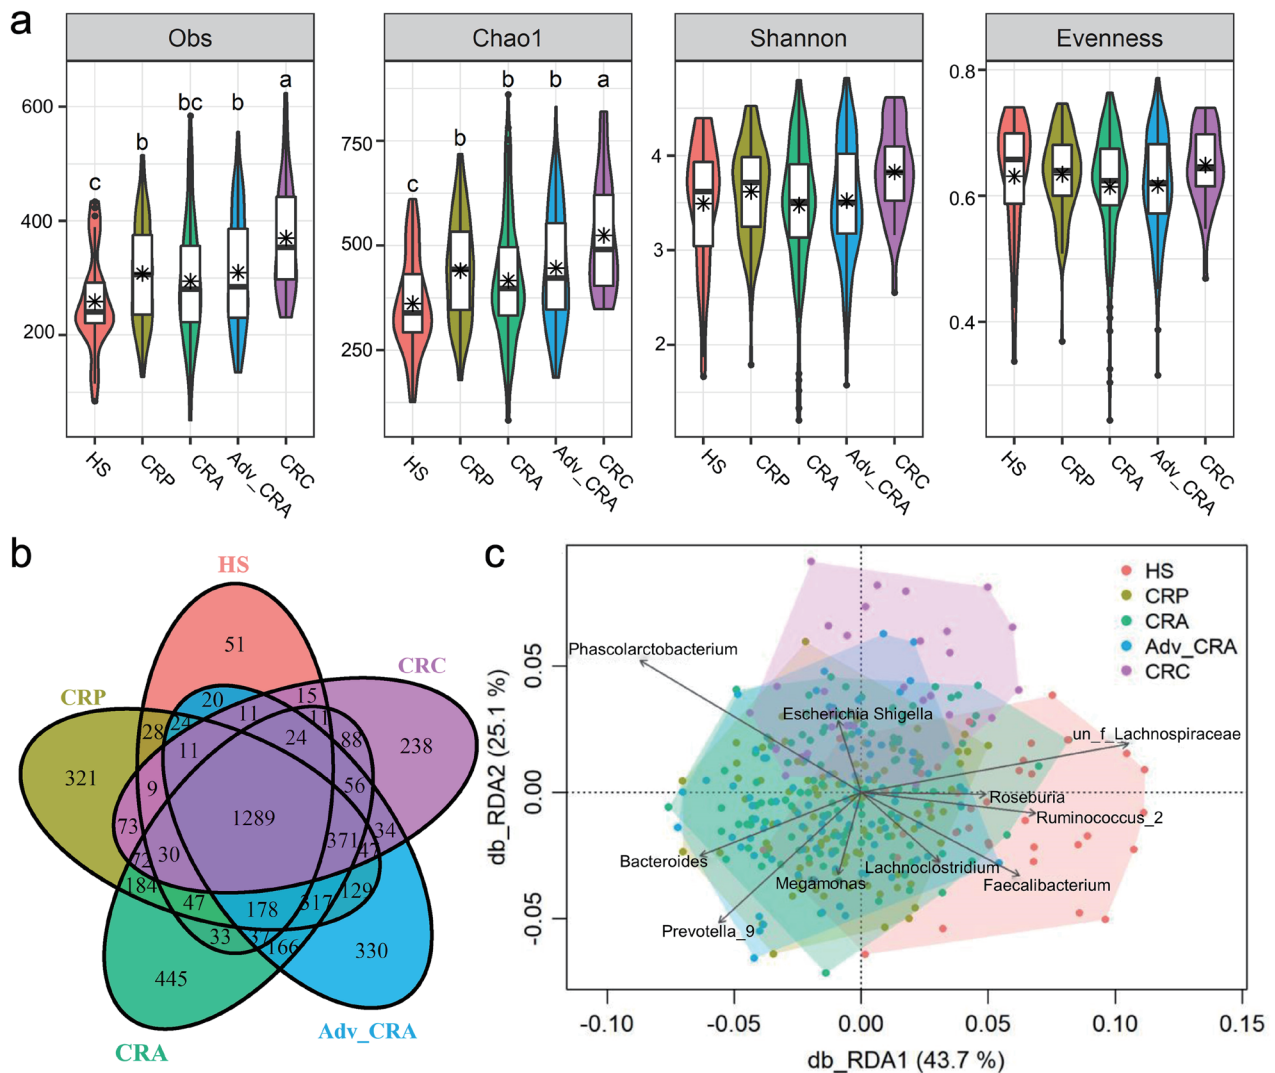 a
Obs
Chao1
Shannon
Evenness
600
400
200
c
b
bc
b
a
HS
CRP
CRA
Adv_CRA
CRC
750
500
250
c
b
b
b
a
HS
CRP
CRA
Adv_CRA
CRC
4
3
2
HS
CRP
CRA
Adv_CRA
CRC
0.8
0.6
0.4
HS
CRP
CRA
Adv_CRA
CRC
b
HS
CRC
CRP
CRA
Adv_CRA
51
20
15
28
24
11
11
11
24
88
238
321
9
56
1289
73
371
34
72
30
47
184
47
178
317
129
33
37
166
330
445
c
HS
CRP
CRA
Adv_CRA
CRC
Phascolarctobacterium
Escherichia Shigella
un_f_Lachnospiraceae
Roseburia
Ruminococcus_2
Bacteroides
Megamonas
Lachnoclostridium
Faecalibacterium
Prevotella_9
0.05
0.00
-0.05
db_RDA2 (25.1 %)
-0.10
-0.05
0.00
0.05
0.10
0.15
db_RDA1 (43.7 %)